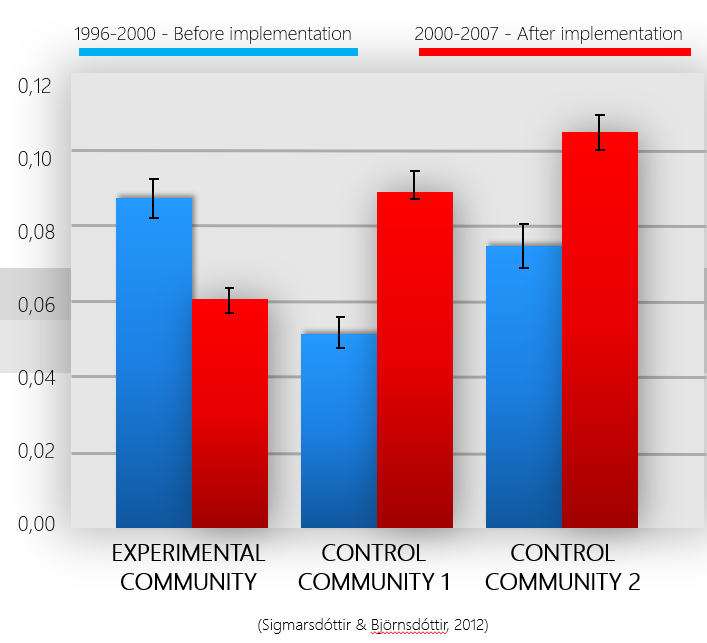 1996-2000 - Before implementation
2000-2007 - After implementation
0,12
0,10
0,08
0,06
0,04
0,02
0,00
EXPERIMENTAL
COMMUNITY
CONTROL
COMMUNITY 1
CONTROL
COMMUNITY 2
(Sigmarsdóttir & Björnsdóttir, 2012)